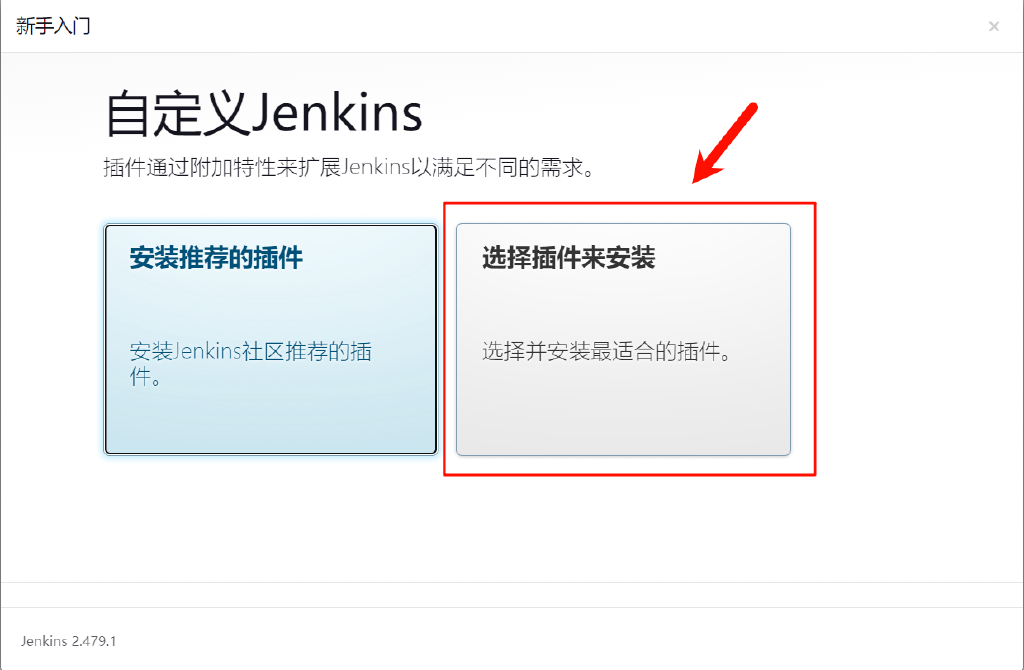 新手入门
×
自定义Jenkins
插件通过附加特性来扩展Jenkins以满足不同的需求。
安装推荐的插件
安装Jenkins社区推荐的插
件。
选择插件来安装
选择并安装最适合的插件。
Jenkins 2.479.1